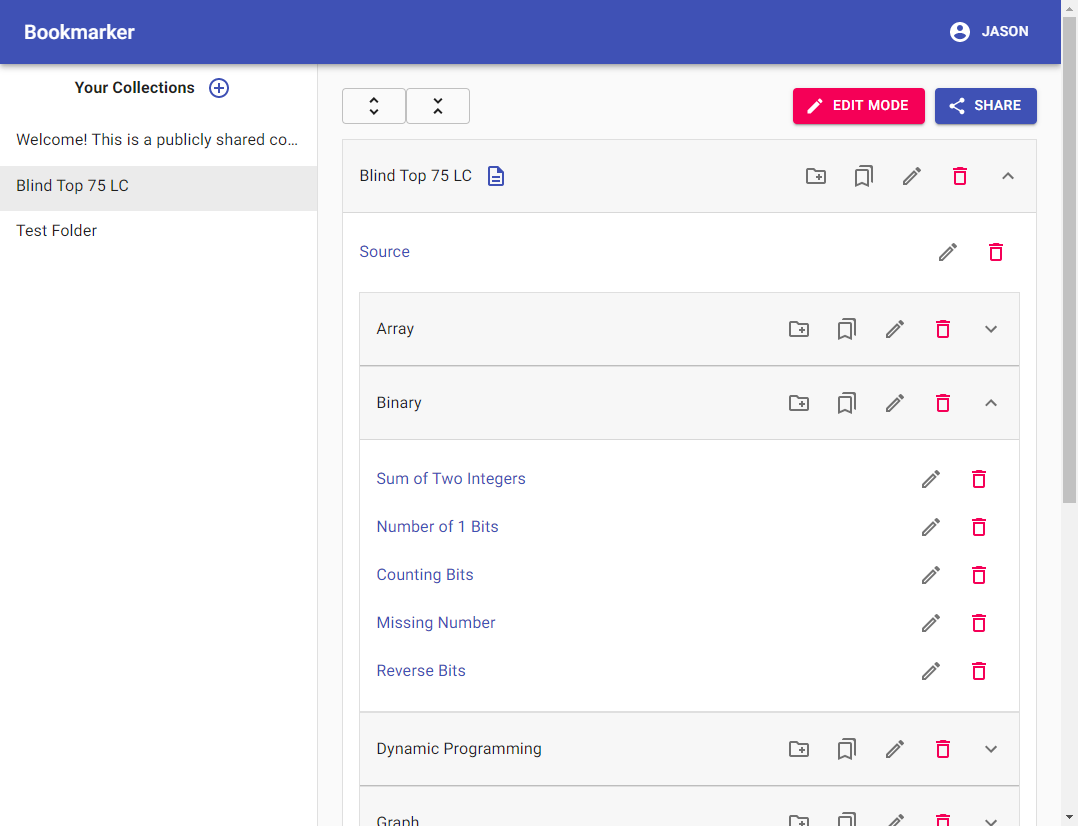 Bookmarker
JASON
Your Collections
Welcome! This is a publicly shared co...
Blind Top 75 LC
Test Folder
EDIT MODE
SHARE
Blind Top 75 LC
Source
Array
Binary
Sum of Two Integers
Number of 1 Bits
Counting Bits
Missing Number
Reverse Bits
Dynamic Programming
Graph